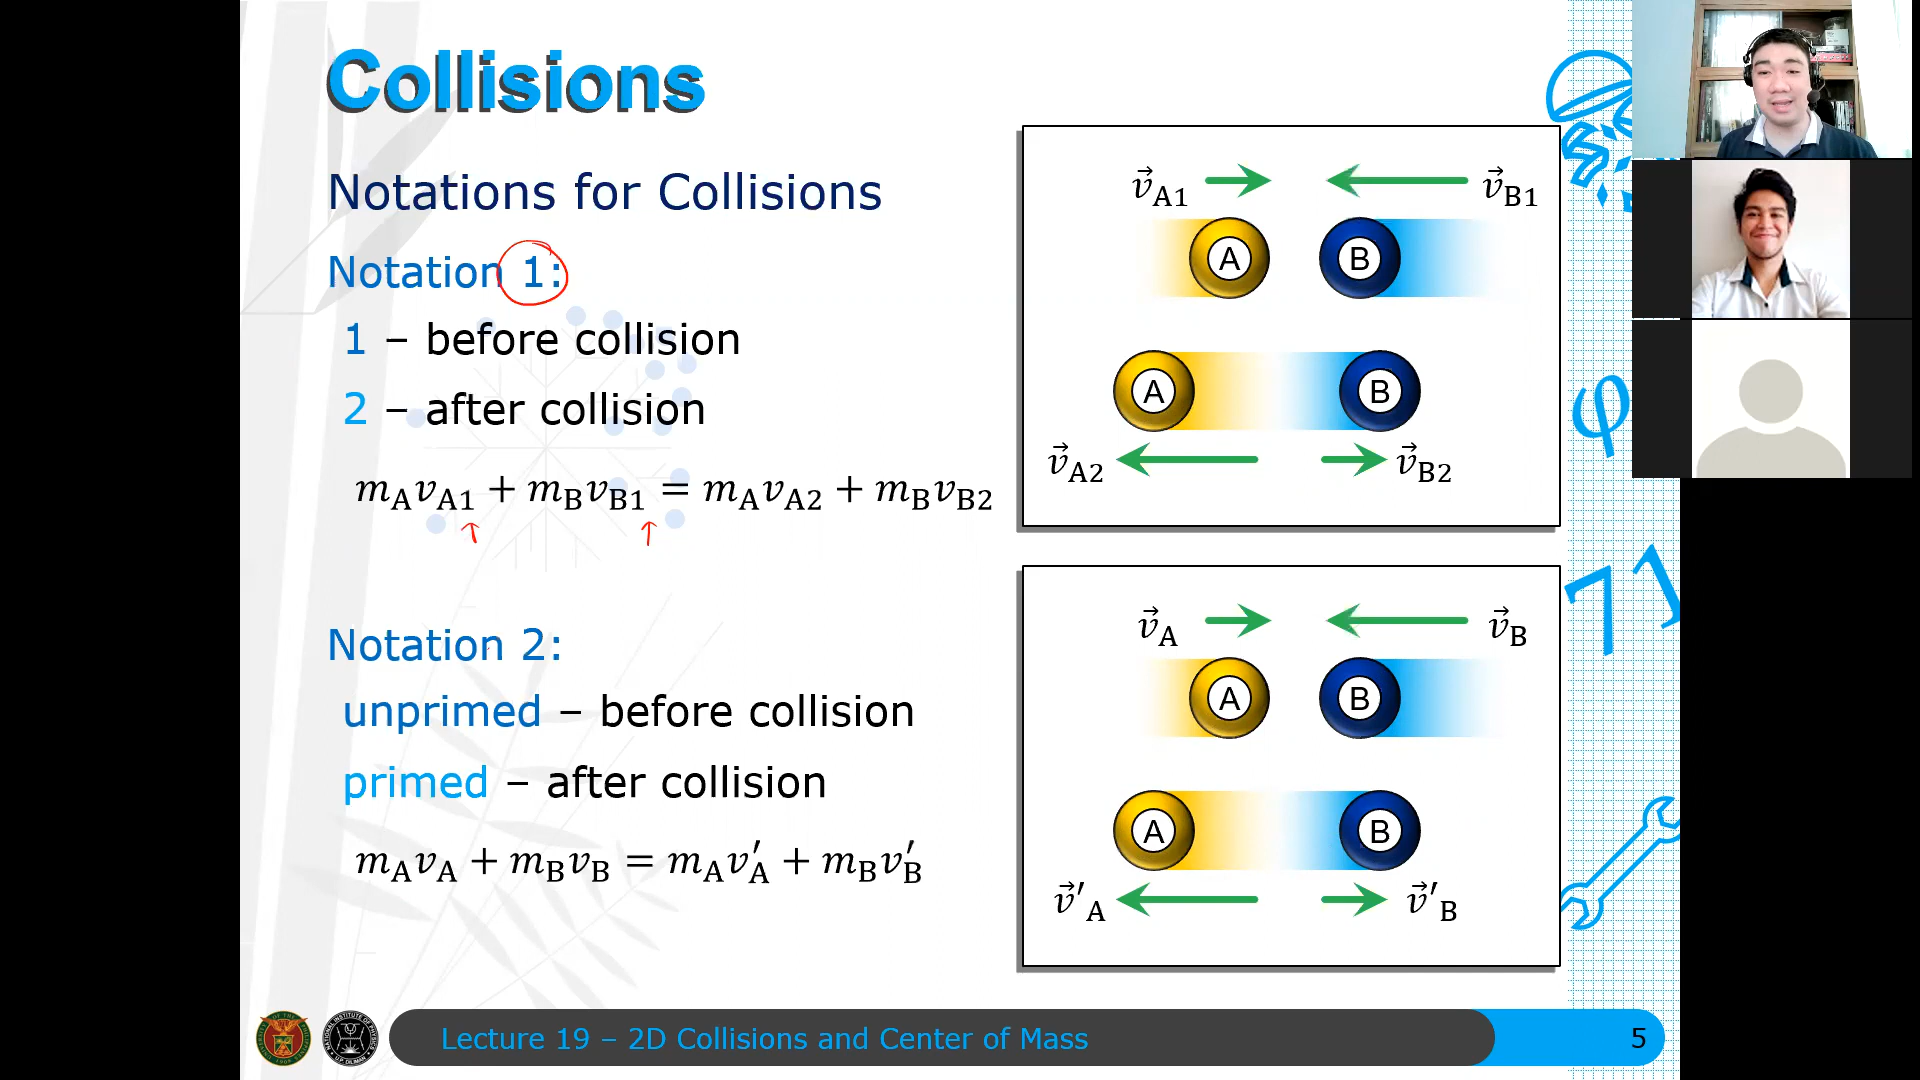 Collisions
Notations for Collisions
Notation 1:
1 – before collision
2 – after collision
m_A v_A1 + m_B v_B1 = m_A v_A2 + m_B v_B2
Notation 2:
unprimed – before collision
primed – after collision
m_A v_A + m_B v_B = m_A v′_A + m_B v′_B
v⃗_A1
v⃗_B1
A
B
A
B
v⃗_A2
v⃗_B2
v⃗_A
v⃗_B
A
B
A
B
v⃗′_A
v⃗′_B
φ
71
Lecture 19 – 2D Collisions and Center of Mass
5